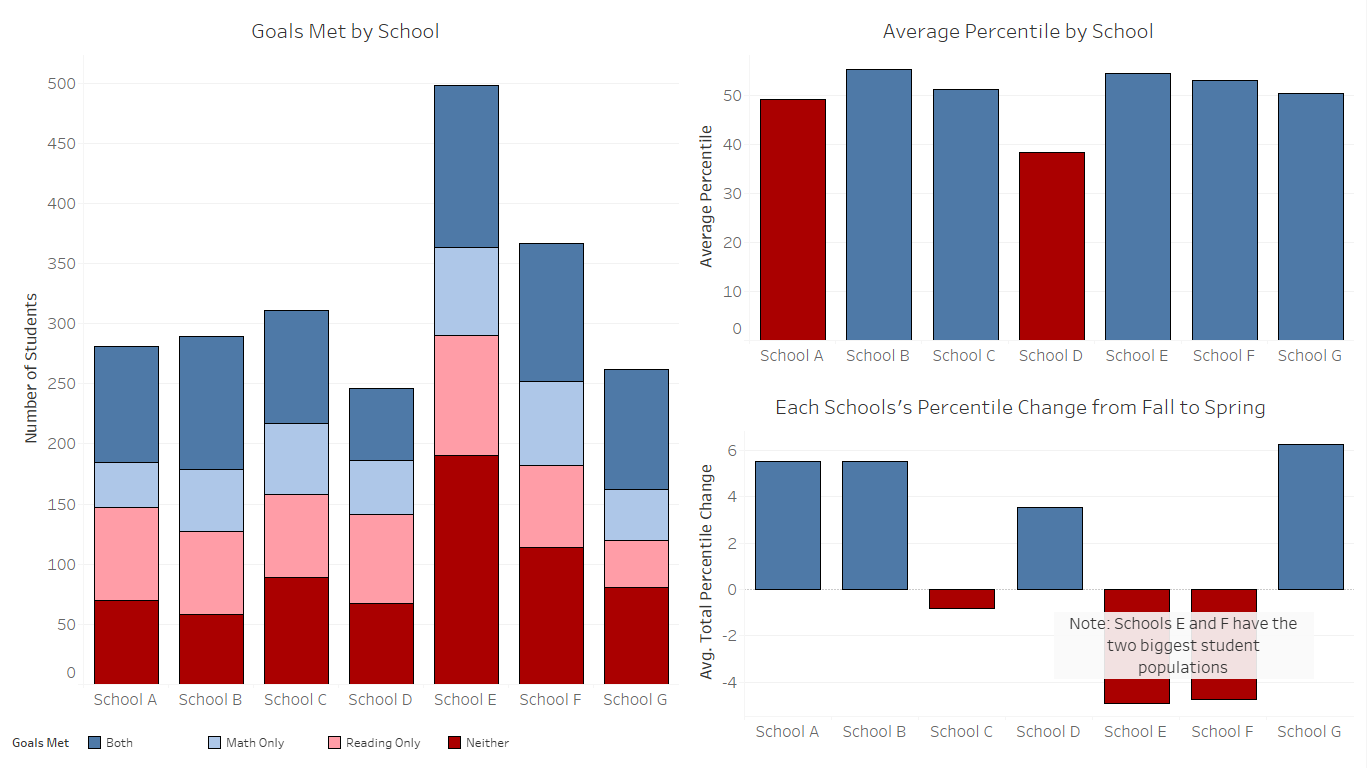 Goals Met by School
500
450
400
350
300
250
200
150
100
50
0
Number of Students
School A School B School C School D School E School F School G
Goals Met Both Math Only Reading Only Neither
Average Percentile by School
50
40
30
20
10
0
Average Percentile
School A School B School C School D School E School F School G
Each Schools's Percentile Change from Fall to Spring
6
4
2
0
-2
-4
Avg. Total Percentile Change
Note: Schools E and F have the
two biggest student
populations
School A School B School C School D School E School F School G